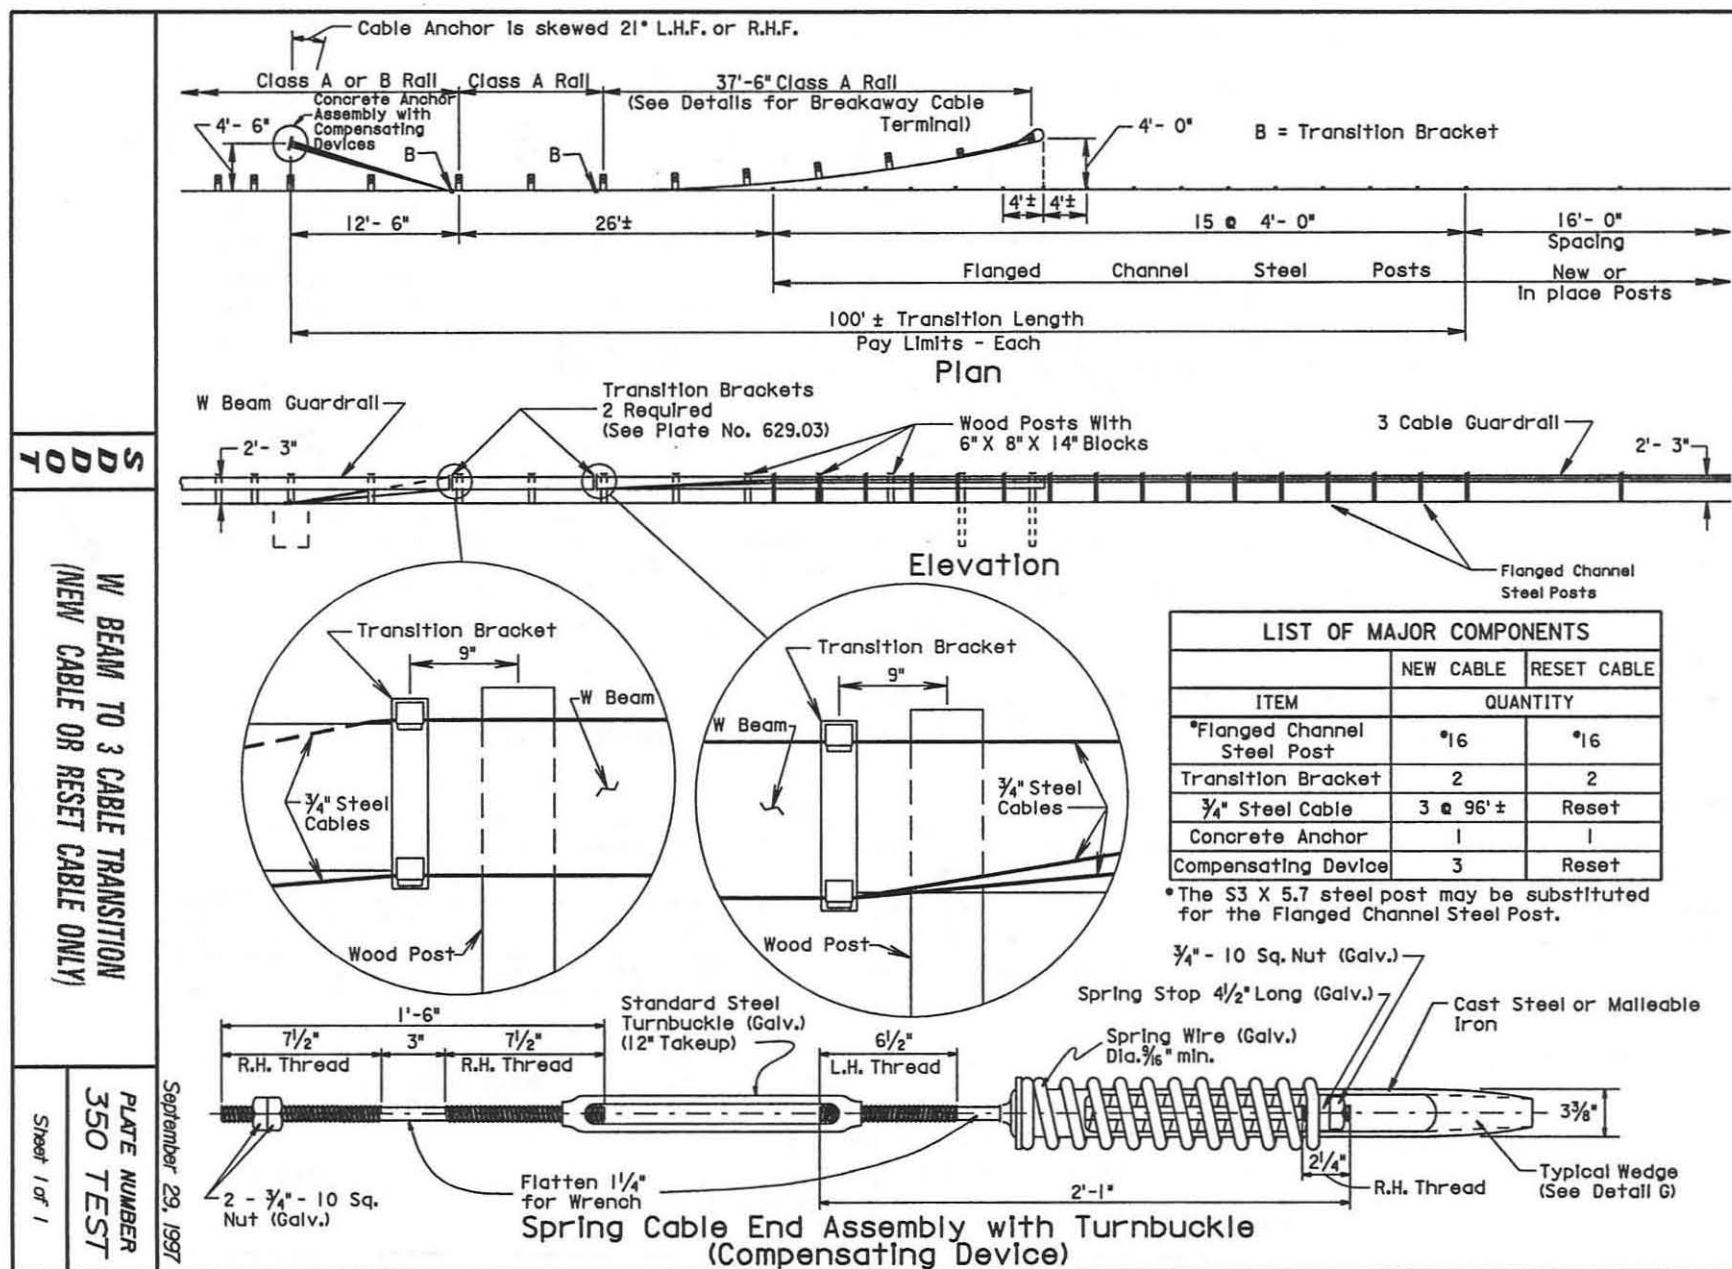 Cable Anchor is skewed 21° L.H.F. or R.H.F.
Class A or B Rail
Class A Rail
37'-6" Class A Rail
(See Details for Breakaway Cable
Terminal)
Concrete Anchor
Assembly with
Compensating
Devices
4'- 6"
B
B
4'- 0"
B = Transition Bracket
4'±
4'±
12'- 6"
26'±
15 @ 4'- 0"
16'- 0"
Spacing
Flanged Channel Steel Posts
New or
in place Posts
100' ± Transition Length
Pay Limits - Each
Plan
W Beam Guardrail
Transition Brackets
2 Required
(See Plate No. 629.03)
Wood Posts With
6" X 8" X 14" Blocks
3 Cable Guardrail
2'- 3"
2'- 3"
Elevation
Flanged Channel
Steel Posts
Transition Bracket
9"
W Beam
3/4" Steel
Cables
Wood Post
Transition Bracket
9"
W Beam
3/4" Steel
Cables
Wood Post
LIST OF MAJOR COMPONENTS
NEW CABLE RESET CABLE
ITEM QUANTITY
*Flanged Channel
Steel Post *16 *16
Transition Bracket 2 2
3/4" Steel Cable 3 @ 96' ± Reset
Concrete Anchor 1 1
Compensating Device 3 Reset
* The S3 X 5.7 steel post may be substituted
for the Flanged Channel Steel Post.
1'-6"
7 1/2"
3"
7 1/2"
R.H. Thread
R.H. Thread
Standard Steel
Turnbuckle (Galv.)
(12" Takeup)
6 1/2"
L.H. Thread
3/4" - 10 Sq. Nut (Galv.)
Spring Stop 4 1/2" Long (Galv.)
Spring Wire (Galv.)
Dia. 9/16" min.
Cast Steel or Malleable
Iron
3 3/8"
2 1/4"
R.H. Thread
Typical Wedge
(See Detail G)
2'-1"
2 - 3/4" - 10 Sq.
Nut (Galv.)
Flatten 1 1/4"
for Wrench
Spring Cable End Assembly with Turnbuckle
(Compensating Device)
S D D O T
W BEAM TO 3 CABLE TRANSITION
(NEW CABLE OR RESET CABLE ONLY)
September 29, 1997
PLATE NUMBER
350 TEST
Sheet 1 of 1